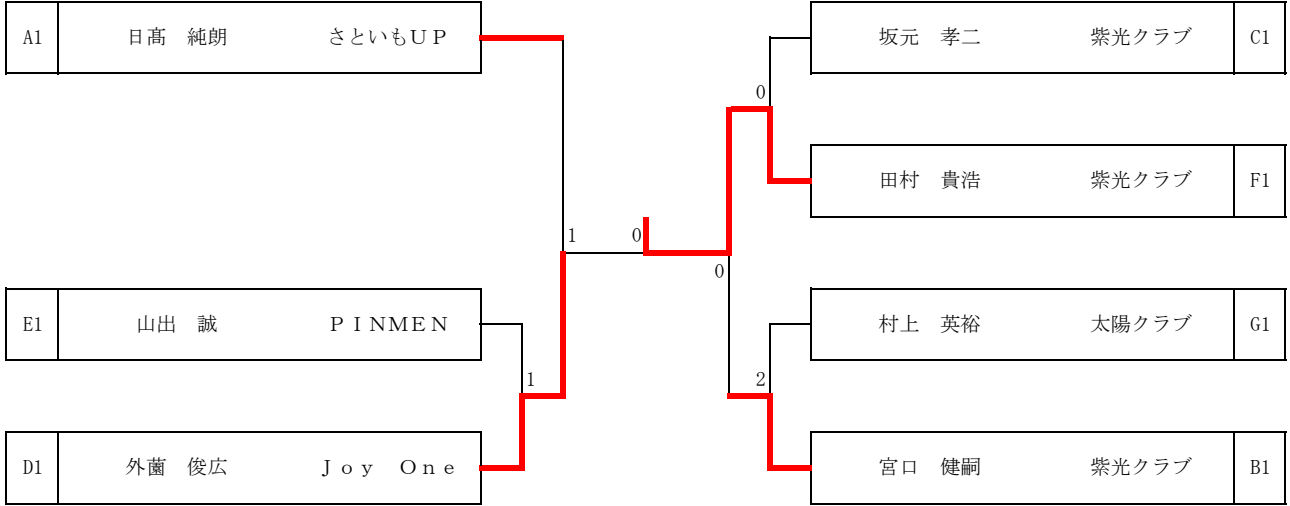 A1 日髙 純朗 さといもUP
坂元 孝二 紫光クラブ C1
0
田村 貴浩 紫光クラブ F1
1 0
0
E1 山出 誠 PINMEN
村上 英裕 太陽クラブ G1
1 2
D1 外薗 俊広 Joy One
宮口 健嗣 紫光クラブ B1